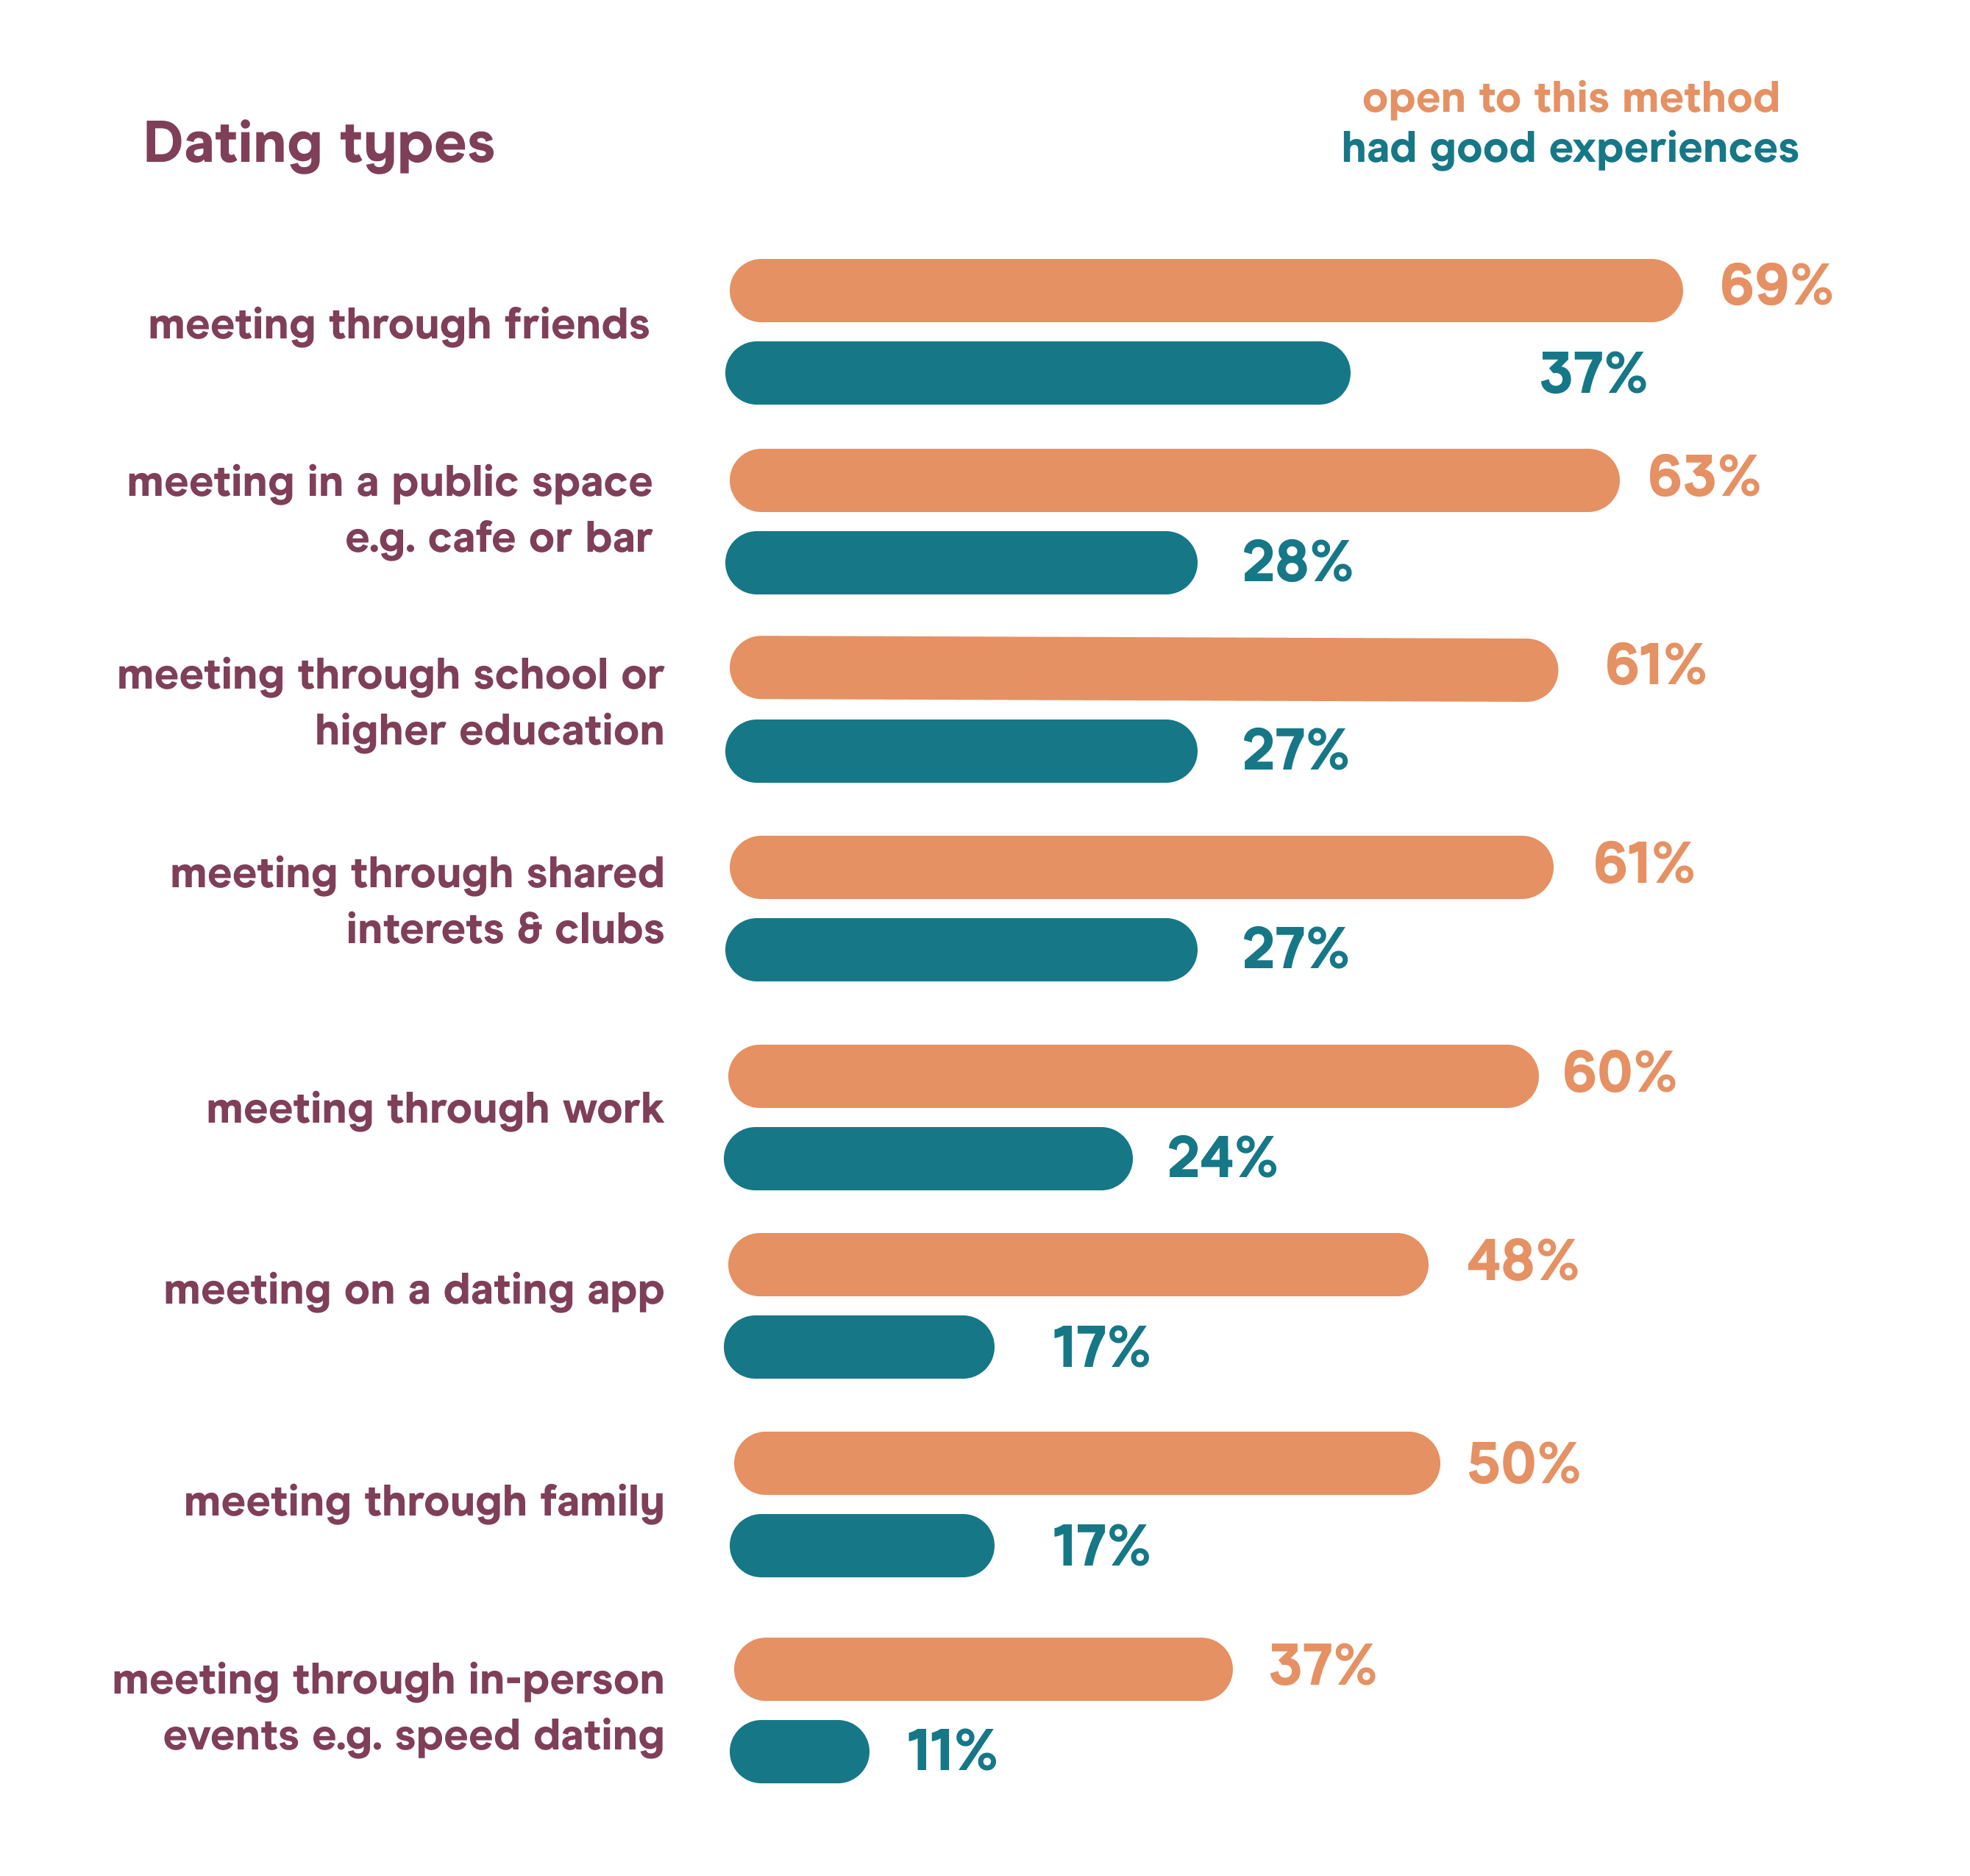 Dating types
open to this method
had good experiences
meeting through friends
69%
37%
meeting in a public space
e.g. cafe or bar
63%
28%
meeting through school or
higher education
61%
27%
meeting through shared
interets & clubs
61%
27%
meeting through work
60%
24%
meeting on a dating app
48%
17%
meeting through family
50%
17%
meeting through in-person
events e.g. speed dating
37%
11%